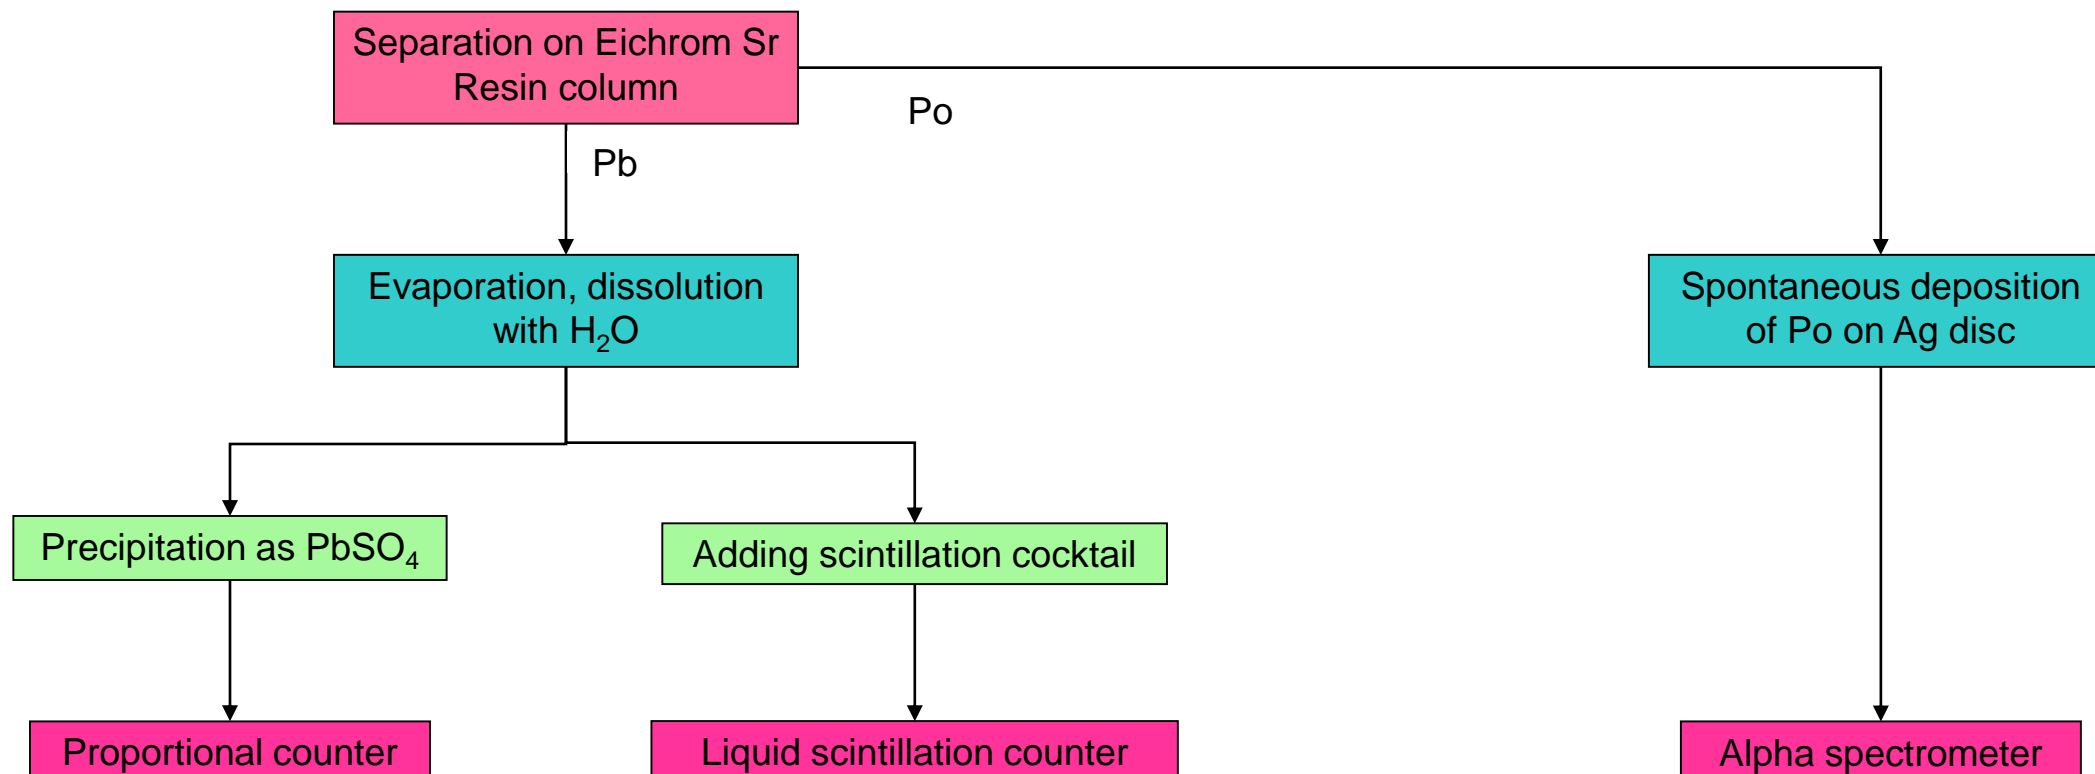 Separation on Eichrom Sr
Resin column
Po
Pb
Evaporation, dissolution
with H₂O
Spontaneous deposition
of Po on Ag disc
Precipitation as PbSO₄
Adding scintillation cocktail
Proportional counter
Liquid scintillation counter
Alpha spectrometer